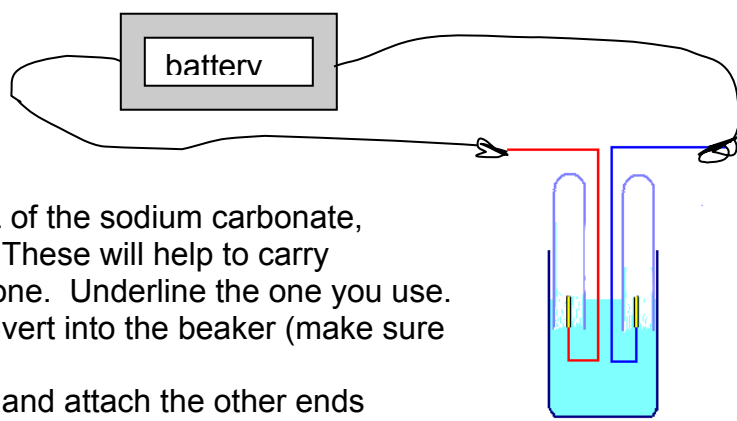 battery
of the sodium carbonate,
These will help to carry
one. Underline the one you use.
vert into the beaker (make sure
and attach the other ends